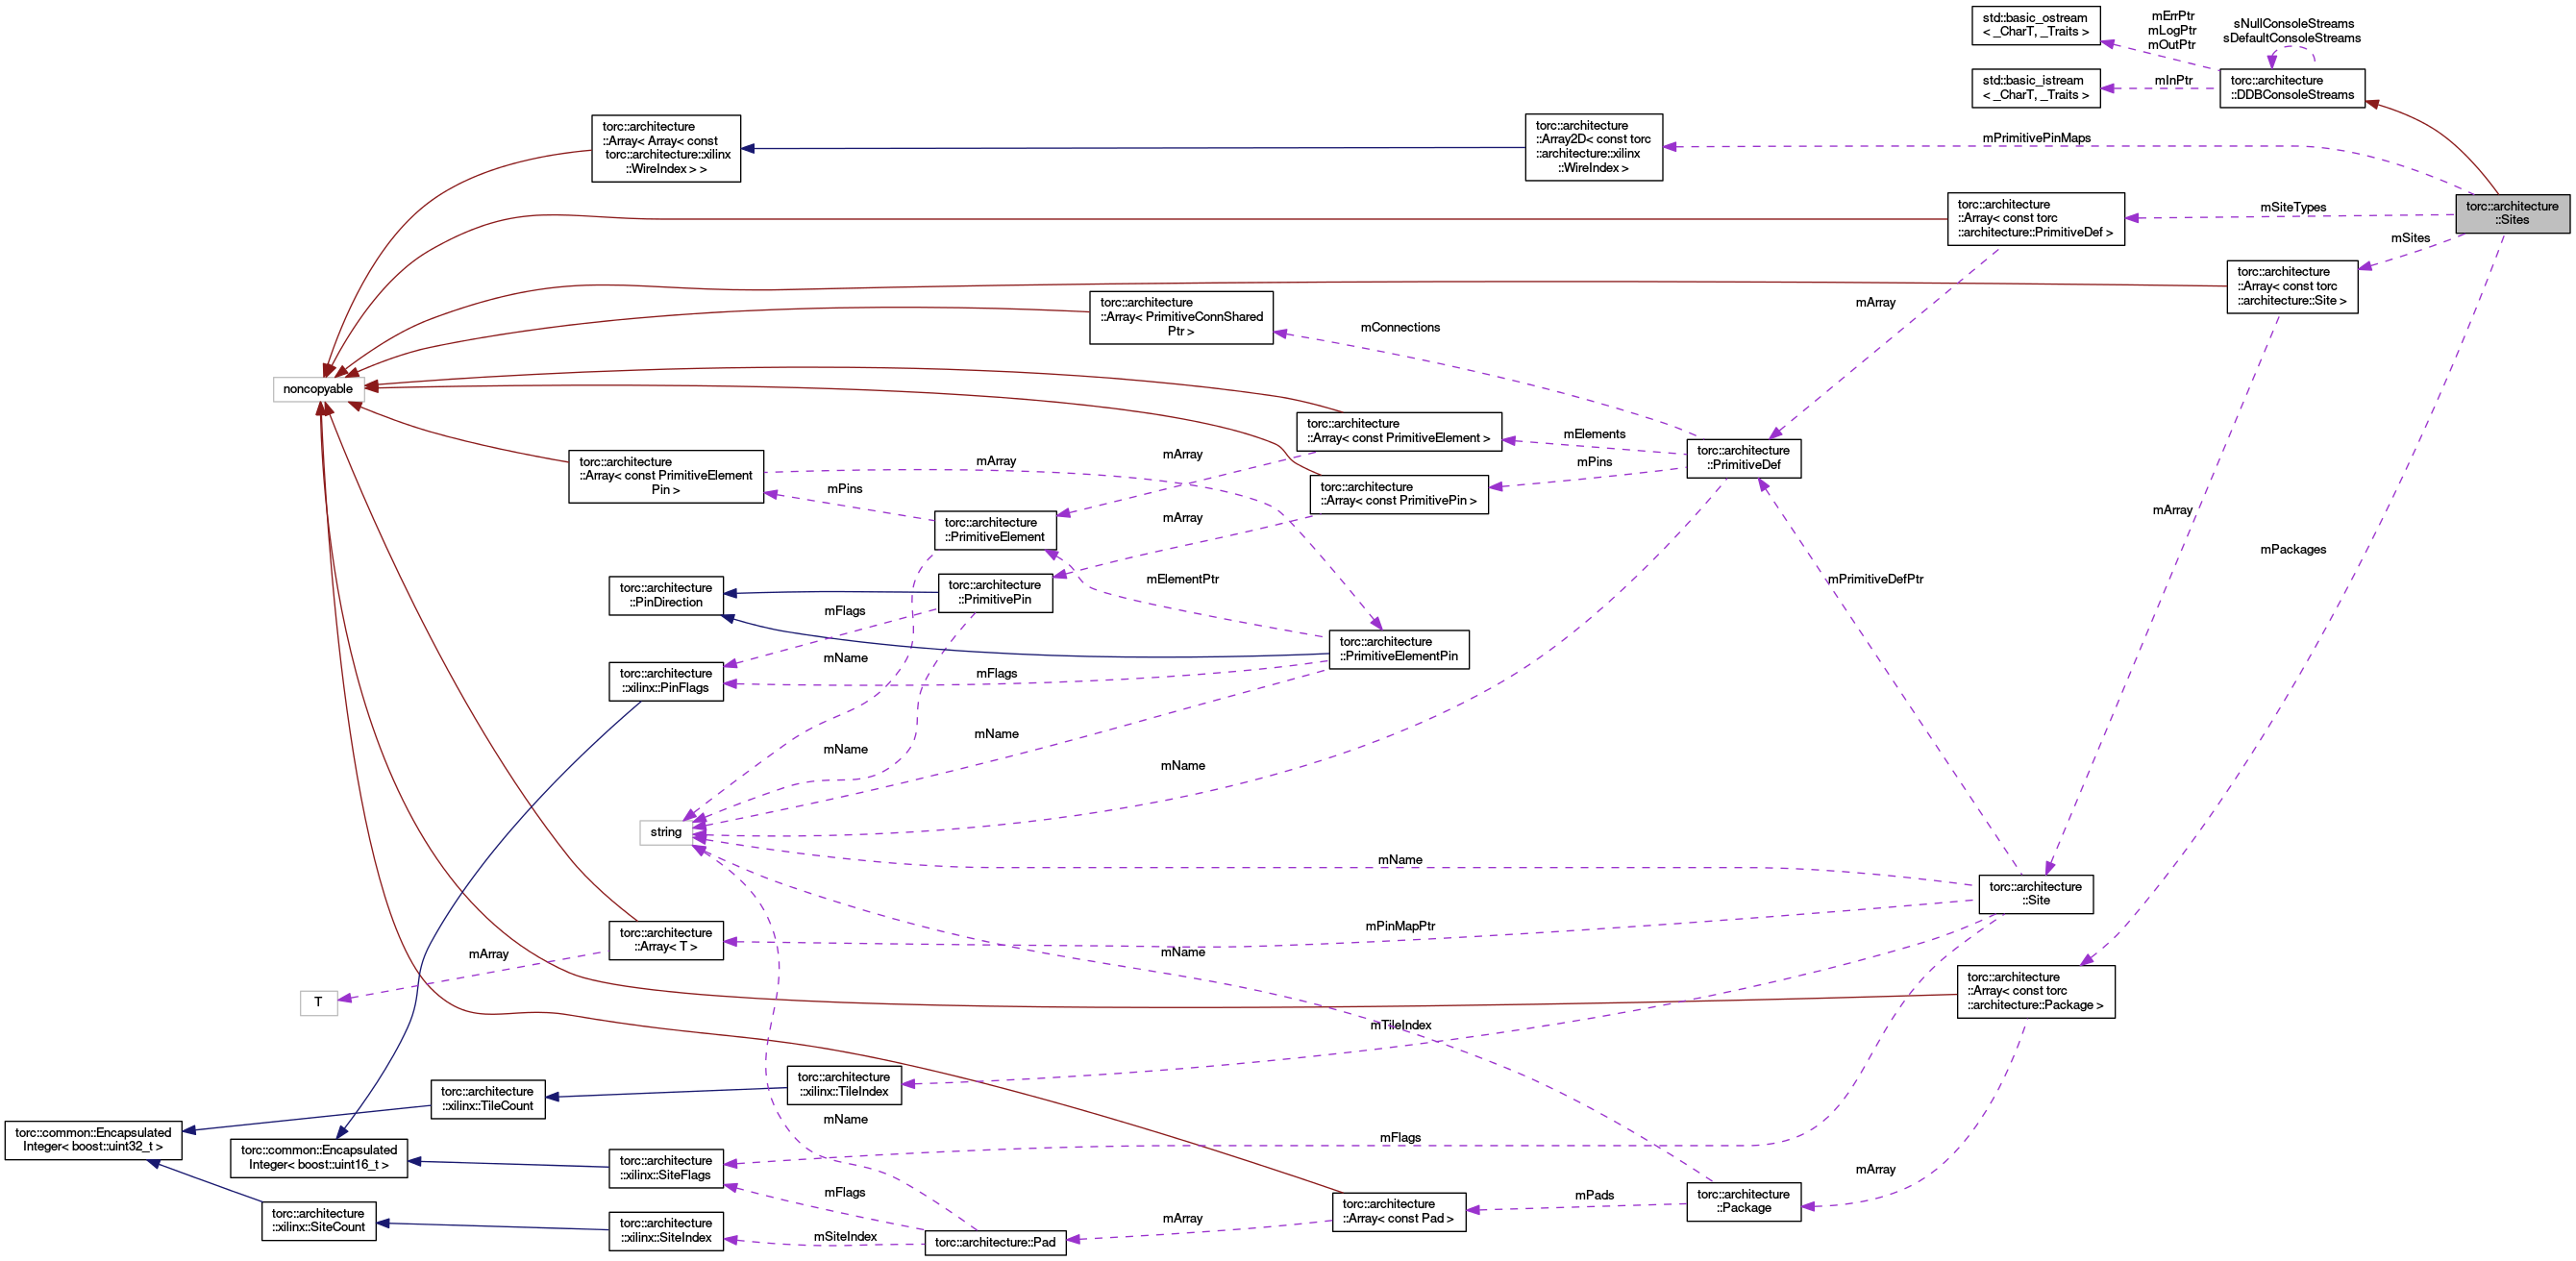 std::basic_ostream
< _CharT, _Traits >
mErrPtr
mLogPtr
mOutPtr
sNullConsoleStreams
sDefaultConsoleStreams
std::basic_istream
< _CharT, _Traits >
mInPtr
torc::architecture
::DDBConsoleStreams
torc::architecture
::Array< Array< const
torc::architecture::xilinx
::WireIndex > >
torc::architecture
::Array2D< const torc
::architecture::xilinx
::WireIndex >
mPrimitivePinMaps
torc::architecture
::Array< const torc
::architecture::PrimitiveDef >
mSiteTypes
torc::architecture
::Sites
mSites
torc::architecture
::Array< const torc
::architecture::Site >
torc::architecture
::Array< PrimitiveConnShared
Ptr >
mConnections
mArray
noncopyable
torc::architecture
::Array< const PrimitiveElement >
mElements
torc::architecture
::PrimitiveDef
mPins
torc::architecture
::Array< const PrimitivePin >
torc::architecture
::Array< const PrimitiveElement
Pin >
mArray
mArray
mPins
mArray
torc::architecture
::PrimitiveElement
mArray
mPackages
torc::architecture
::PinDirection
torc::architecture
::PrimitivePin
mElementPtr
mPrimitiveDefPtr
mFlags
torc::architecture
::PrimitiveElementPin
mName
torc::architecture
::xilinx::PinFlags
mFlags
mName
mName
mName
string
mName
torc::architecture
::Site
torc::architecture
::Array< T >
mPinMapPtr
mArray
mName
T
torc::architecture
::Array< const torc
::architecture::Package >
mTileIndex
torc::architecture
::xilinx::TileIndex
torc::architecture
::xilinx::TileCount
mName
torc::common::Encapsulated
Integer< boost::uint32_t >
torc::common::Encapsulated
Integer< boost::uint16_t >
mFlags
torc::architecture
::xilinx::SiteFlags
mArray
mFlags
mPads
torc::architecture
::Package
torc::architecture
::xilinx::SiteCount
torc::architecture
::xilinx::SiteIndex
mSiteIndex
torc::architecture::Pad
mArray
torc::architecture
::Array< const Pad >